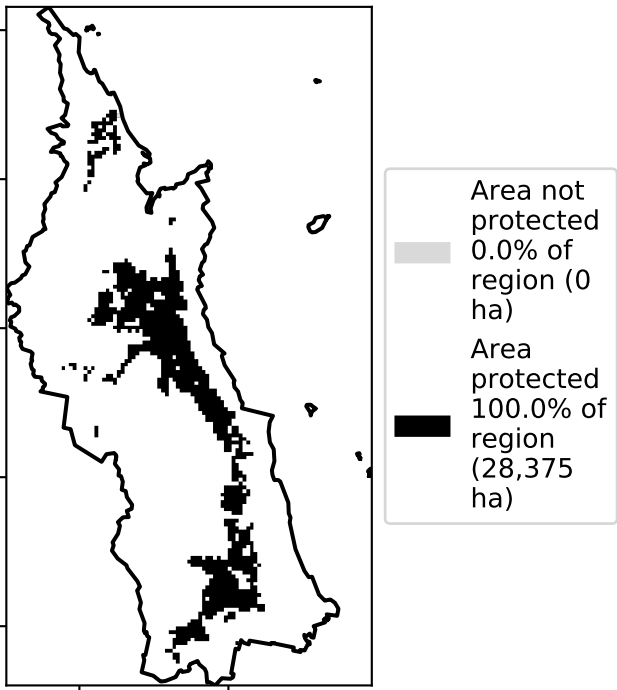 Area not
protected
0.0% of
region (0
ha)
Area
protected
100.0% of
region
(28,375
ha)